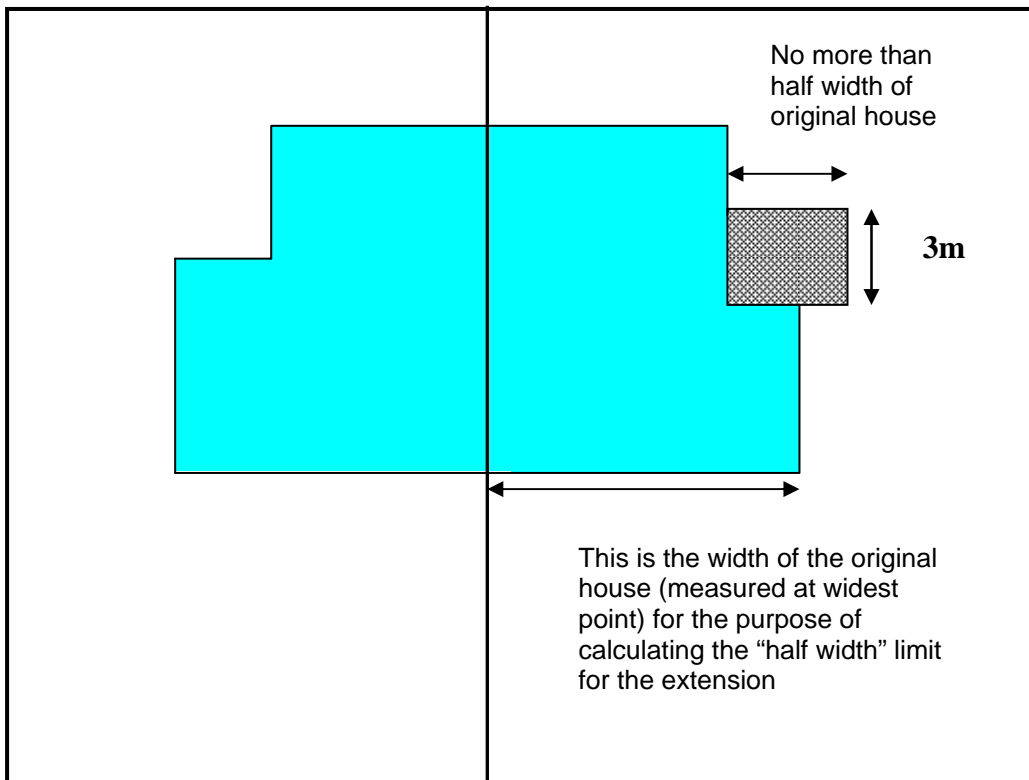 No more than
half width of
original house
3m
This is the width of the original
house (measured at widest
point) for the purpose of
calculating the “half width” limit
for the extension